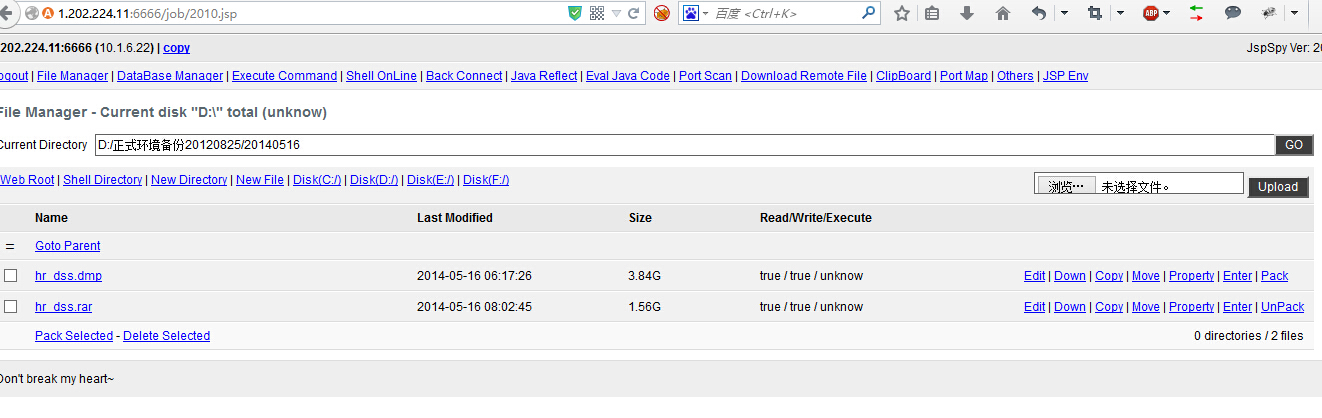 1.202.224.11:6666/job/2010.jsp 百度 <Ctrl+K> ABP
202.224.11:6666 (10.1.6.22) | copy JspSpy Ver: 20
ogout | File Manager | DataBase Manager | Execute Command | Shell OnLine | Back Connect | Java Reflect | Eval Java Code | Port Scan | Download Remote File | ClipBoard | Port Map | Others | JSP Env
File Manager - Current disk "D:\" total (unknow)
Current Directory D:/正式环境备份20120825/20140516 GO
Web Root | Shell Directory | New Directory | New File | Disk(C:/) | Disk(D:/) | Disk(E:/) | Disk(F:/) 浏览… 未选择文件。 Upload
Name Last Modified Size Read/Write/Execute
= Goto Parent
hr_dss.dmp 2014-05-16 06:17:26 3.84G true / true / unknow Edit | Down | Copy | Move | Property | Enter | Pack
hr_dss.rar 2014-05-16 08:02:45 1.56G true / true / unknow Edit | Down | Copy | Move | Property | Enter | UnPack
Pack Selected - Delete Selected 0 directories / 2 files
Don't break my heart~